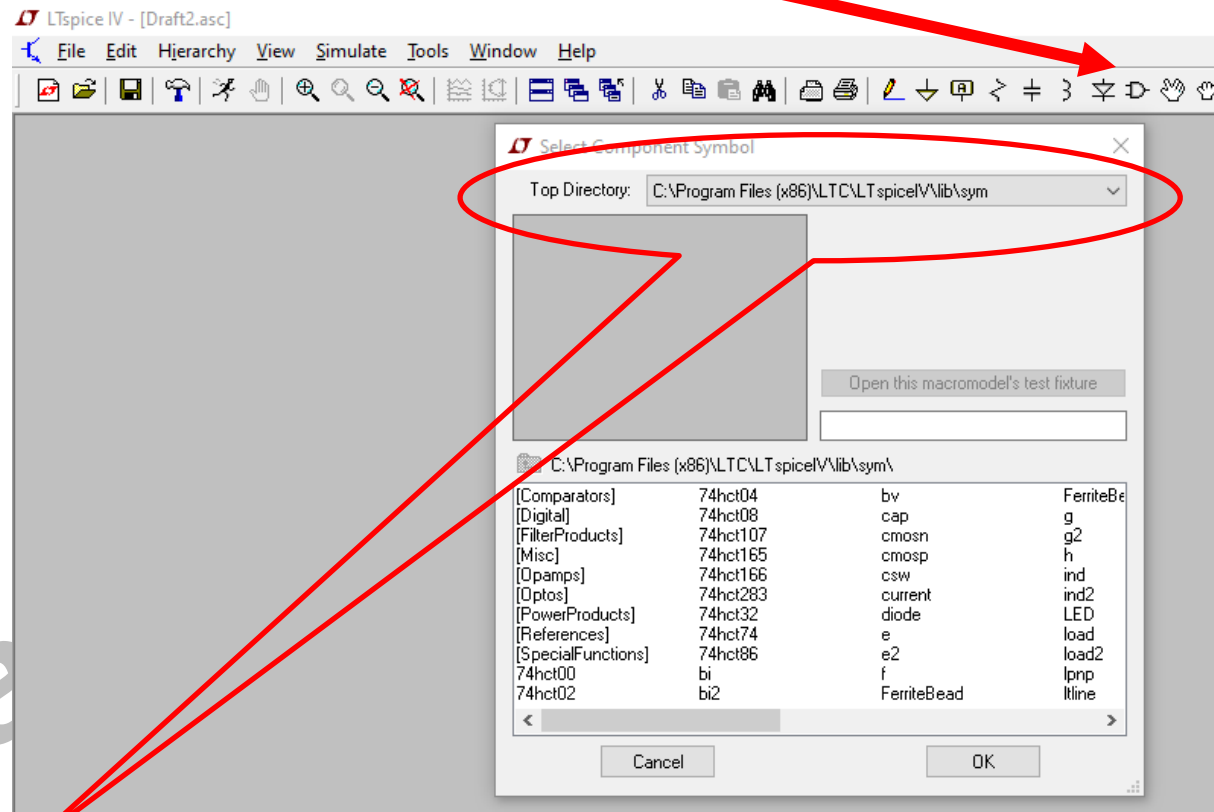 LTspice IV - [Draft2.asc]
File Edit Hierarchy View Simulate Tools Window Help
Select Component Symbol
Top Directory: C:\Program Files (x86)\LTC\LTspiceIV\lib\sym
Open this macromodel's test fixture
C:\Program Files (x86)\LTC\LTspiceIV\lib\sym\
[Comparators] 74hct04 bv FerriteBe
[Digital] 74hct08 cap g
[FilterProducts] 74hct107 cmosn g2
[Misc] 74hct165 cmosp h
[Opamps] 74hct166 csw ind
[Optos] 74hct283 current ind2
[PowerProducts] 74hct32 diode LED
[References] 74hct74 e load
[SpecialFunctions] 74hct86 e2 load2
74hct00 bi f lpnp
74hct02 bi2 FerriteBead ltline
Cancel OK